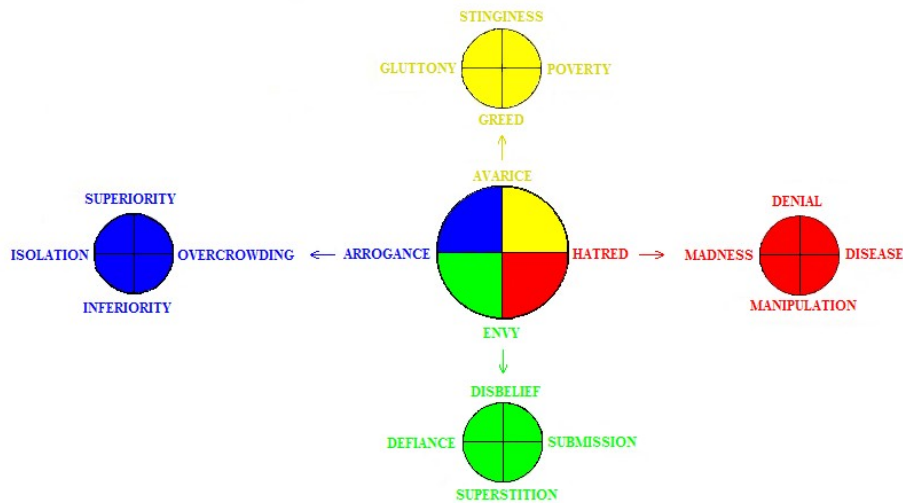 STINGINESS
GLUTTONY POVERTY
GREED
AVARICE
SUPERIORITY DENIAL
ISOLATION OVERCROWDING ARROGANCE HATRED MADNESS DISEASE
INFERIORITY MANIPULATION
ENVY
DISBELIEF
DEFIANCE SUBMISSION
SUPERSTITION